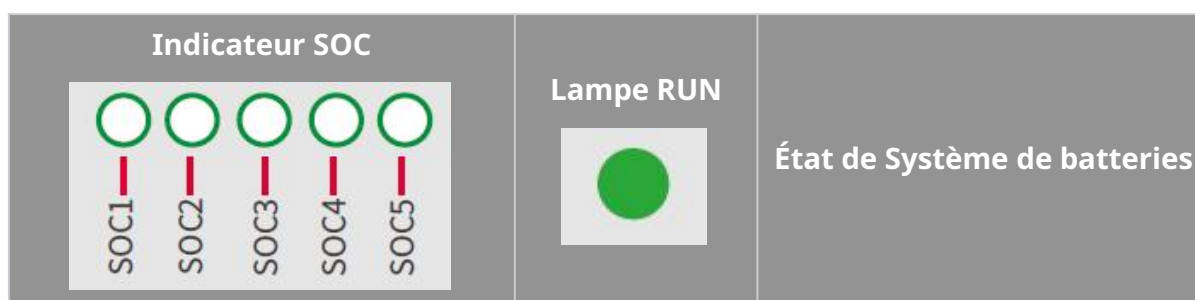 Indicateur SOC
SOC1
SOC2
SOC3
SOC4
SOC5
Lampe RUN
État de Système de batteries